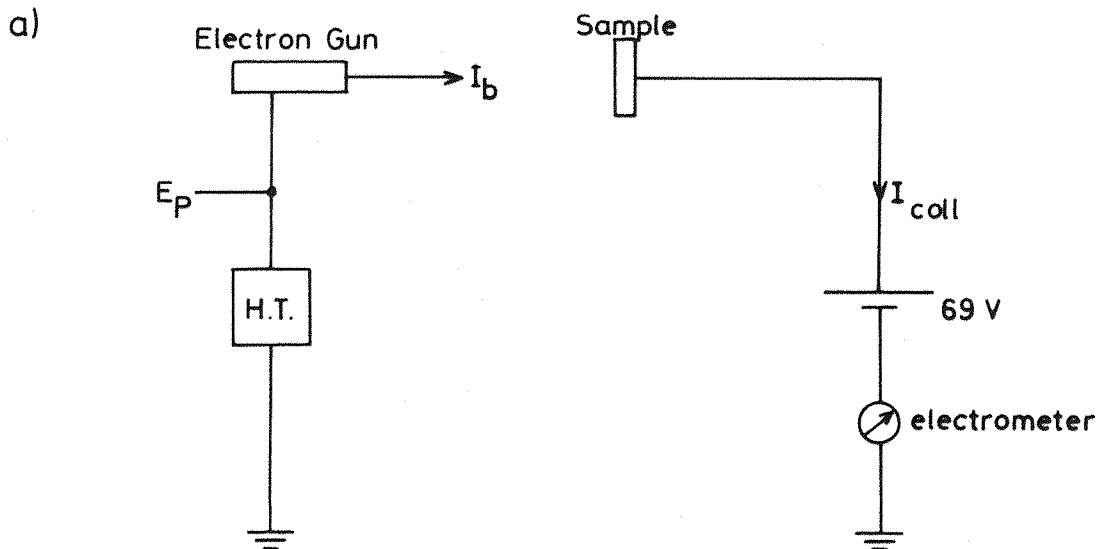 a)
Electron Gun
I_b
Sample
E_P
I_coll
H.T.
69 V
electrometer